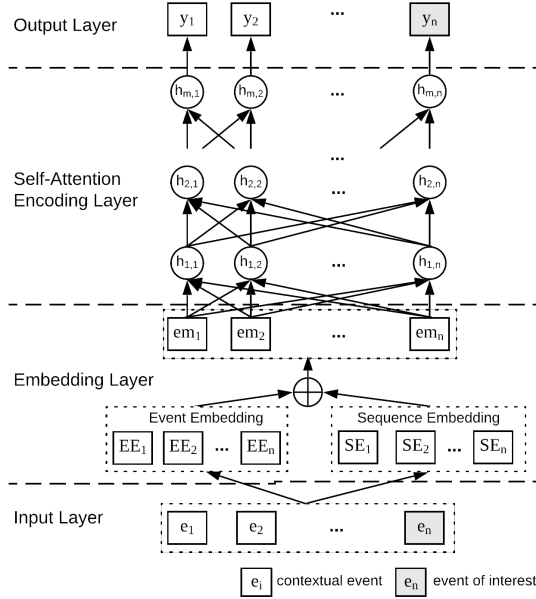 Output Layer y₁ y₂ ... yₙ
hₘ,₁ hₘ,₂ ... hₘ,ₙ
...
Self-Attention Encoding Layer
h₂,₁ h₂,₂ ... h₂,ₙ
h₁,₁ h₁,₂ ... h₁,ₙ
em₁ em₂ ... emₙ
Embedding Layer
Event Embedding Sequence Embedding
EE₁ EE₂ ... EEₙ SE₁ SE₂ ... SEₙ
Input Layer e₁ e₂ ... eₙ
eᵢ contextual event eₙ event of interest